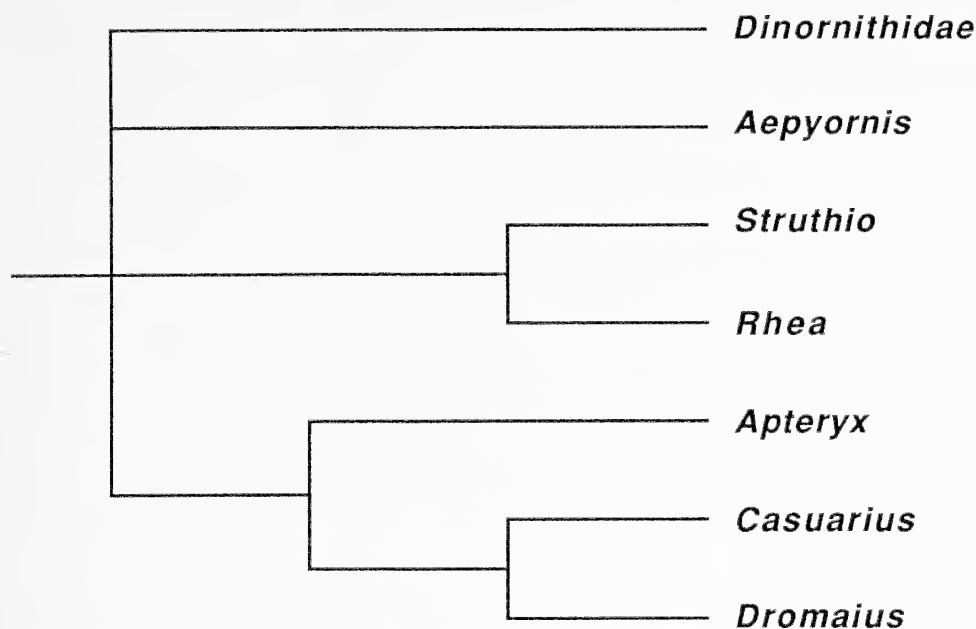 Dinornithidae
Aepyornis
Struthio
Rhea
Apteryx
Casuarius
Dromaius